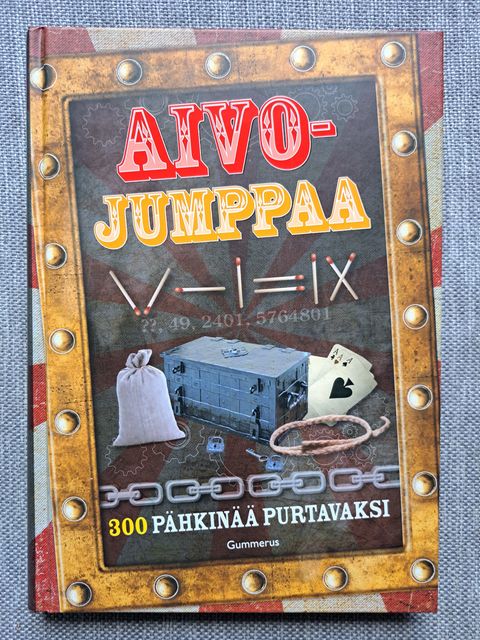 AIVO-
JUMPPAA
V–I=IX
??, 49, 2401, 5764801
300 PÄHKINÄÄ PURTAVAKSI
Gummerus